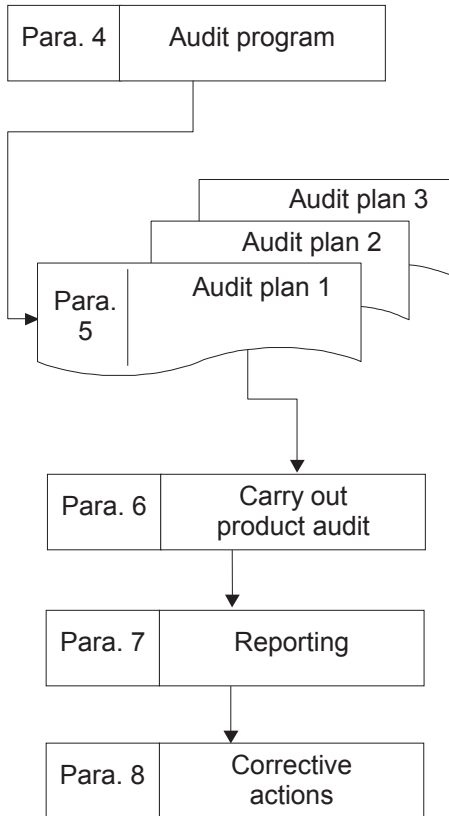 Para. 4 Audit program
Audit plan 3
Audit plan 2
Audit plan 1
Para.
5
Para. 6
Carry out
product audit
Para. 7 Reporting
Para. 8
Corrective
actions